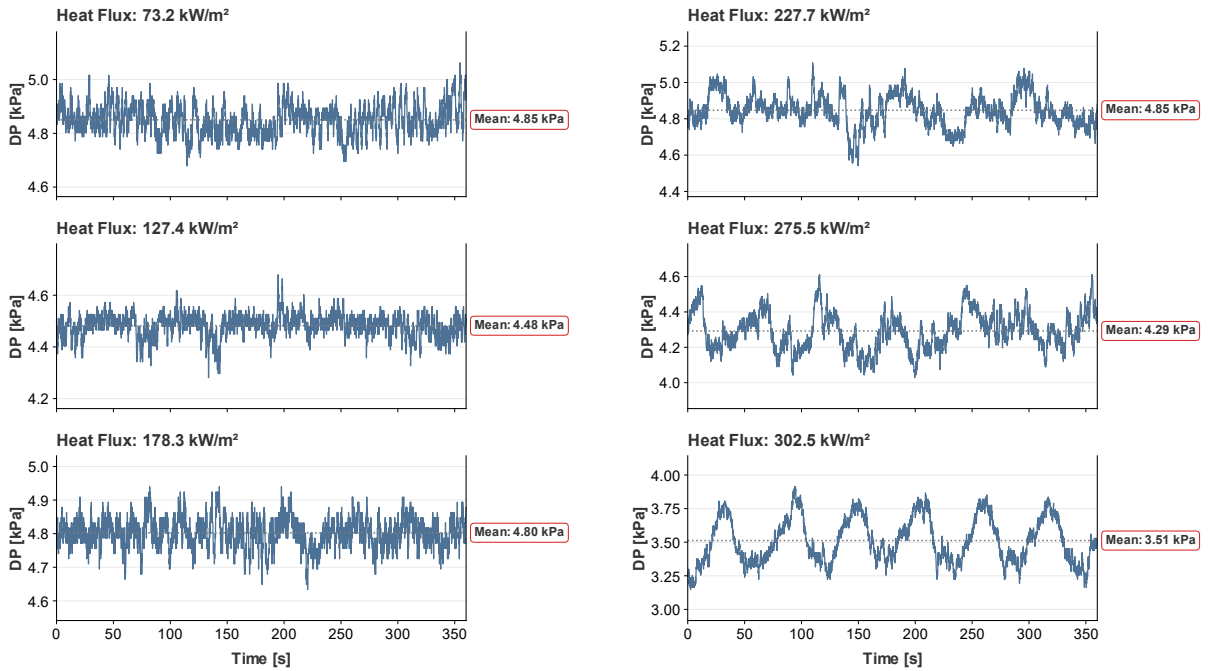 Heat Flux: 73.2 kW/m²
DP [kPa]
5.0
4.8
4.6
Mean: 4.85 kPa
Heat Flux: 127.4 kW/m²
DP [kPa]
4.6
4.4
4.2
Mean: 4.48 kPa
Heat Flux: 178.3 kW/m²
DP [kPa]
5.0
4.9
4.8
4.7
4.6
Mean: 4.80 kPa
0 50 100 150 200 250 300 350
Time [s]
Heat Flux: 227.7 kW/m²
DP [kPa]
5.2
5.0
4.8
4.6
4.4
Mean: 4.85 kPa
Heat Flux: 275.5 kW/m²
DP [kPa]
4.6
4.4
4.2
4.0
Mean: 4.29 kPa
Heat Flux: 302.5 kW/m²
DP [kPa]
4.00
3.75
3.50
3.25
3.00
Mean: 3.51 kPa
0 50 100 150 200 250 300 350
Time [s]